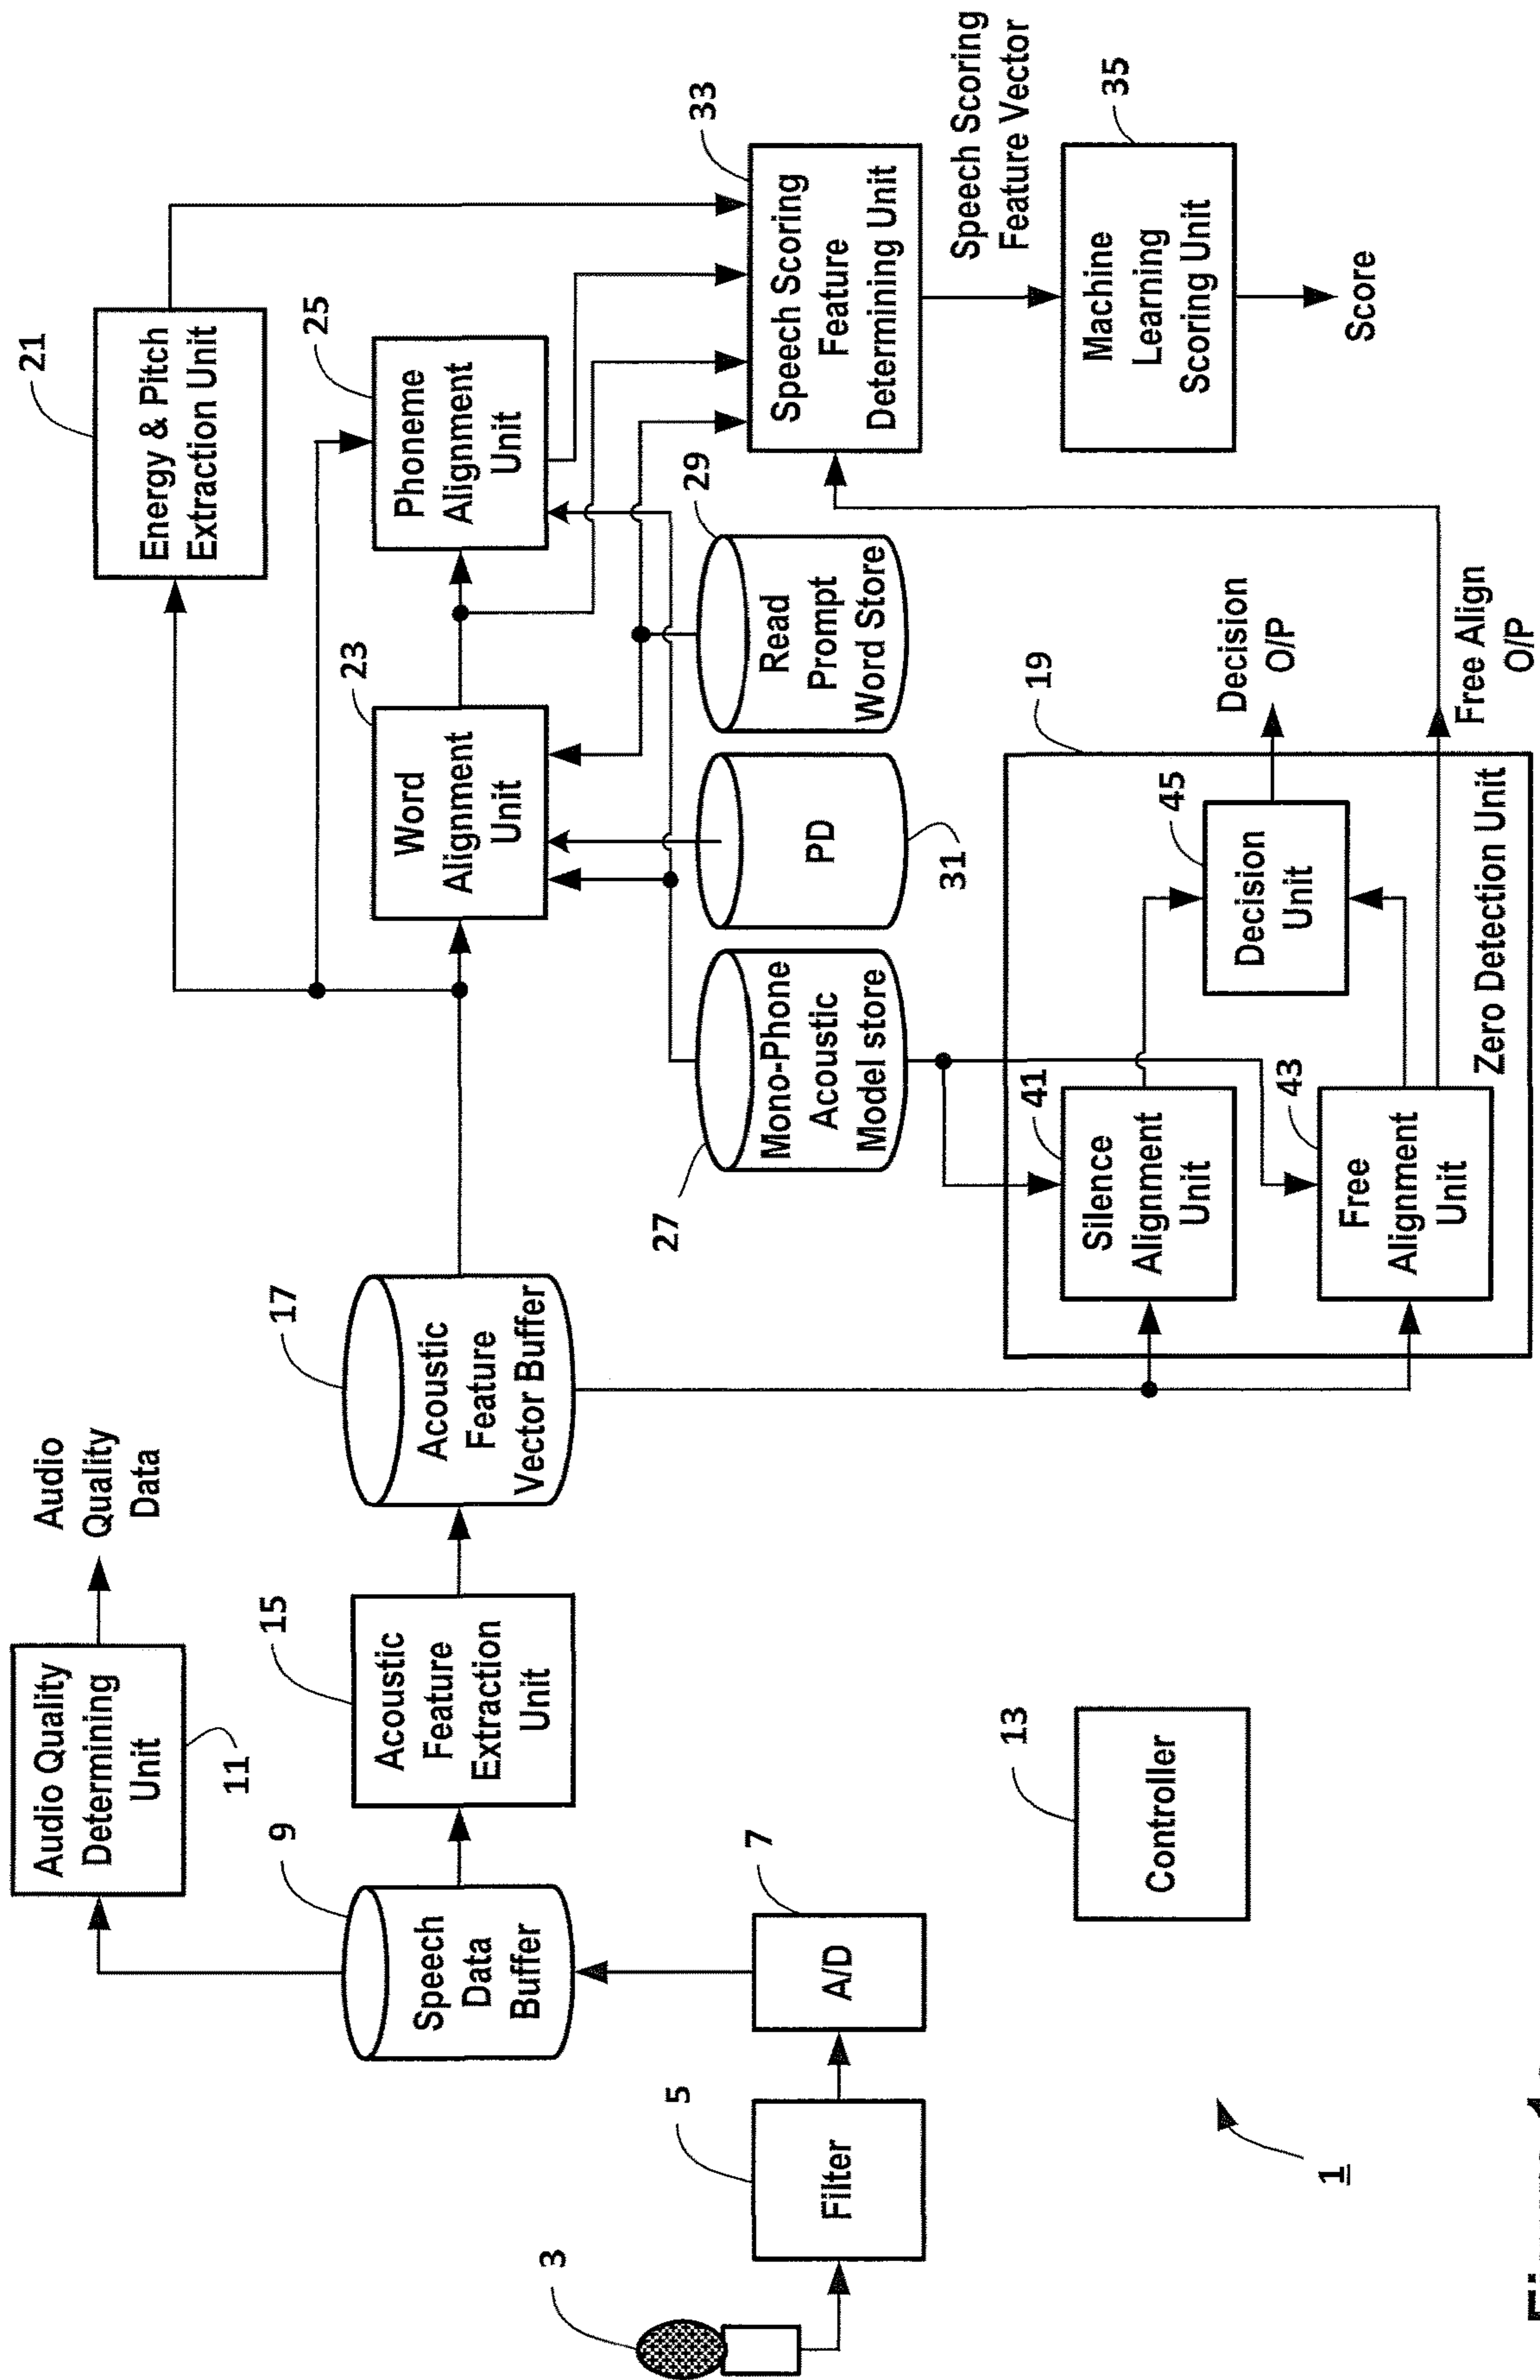 Audio Quality
Determining
Unit
11
Audio
Quality
Data
21
Energy & Pitch
Extraction Unit
9
Speech
Data
Buffer
15
Acoustic
Feature
Extraction
Unit
17
Acoustic
Feature
Vector Buffer
23
Word
Alignment
Unit
25
Phoneme
Alignment
Unit
3
5
Filter
7
A/D
27
Mono-Phone
Acoustic
Model store
PD
31
29
Read
Prompt
Word Store
33
Speech Scoring
Feature
Determining Unit
Speech Scoring
Feature Vector
35
Machine
Learning
Scoring Unit
Score
1
13
Controller
19
41
Silence
Alignment
Unit
43
Free
Alignment
Unit
45
Decision
Unit
Zero Detection Unit
Decision
O/P
Free Align
O/P